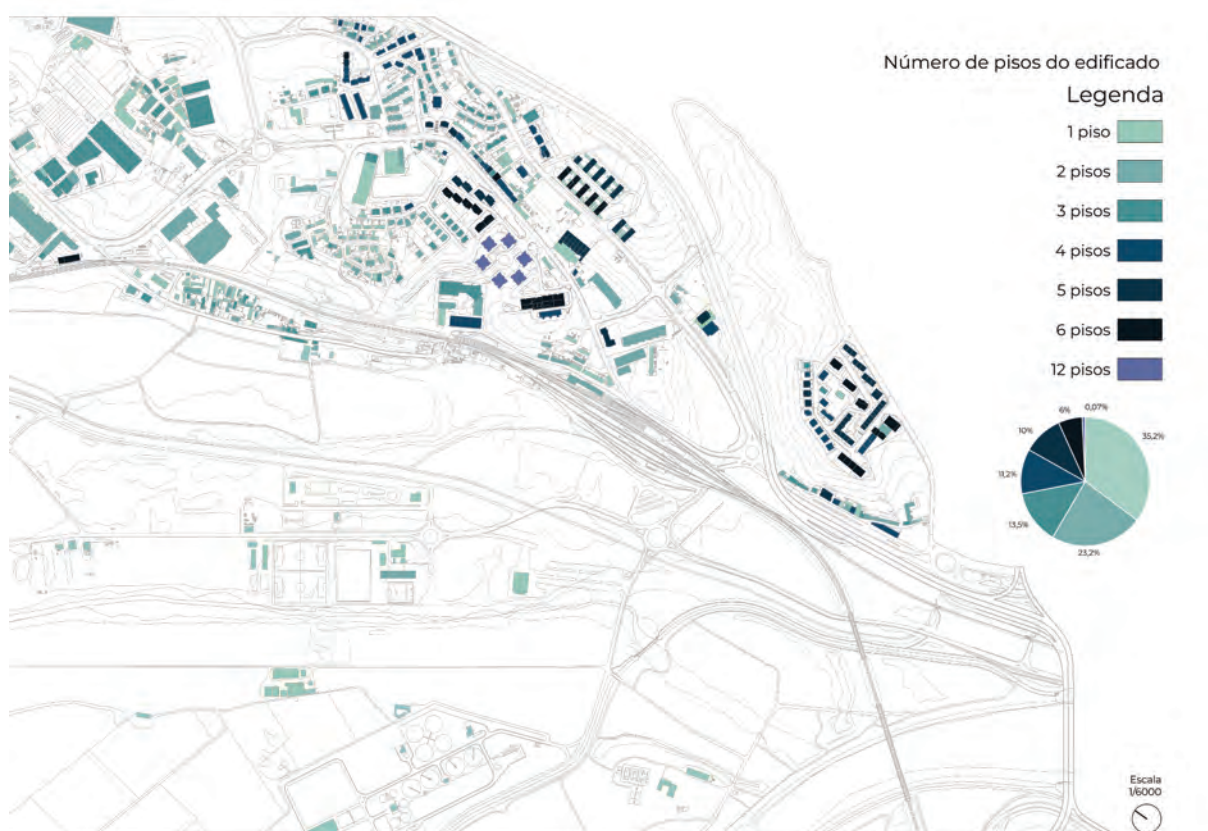 Número de pisos do edificado
Legenda
1 piso
2 pisos
3 pisos
4 pisos
5 pisos
6 pisos
12 pisos
6%
0,07%
10%
35,2%
11,2%
13,5%
23,2%
Escala
1/6000